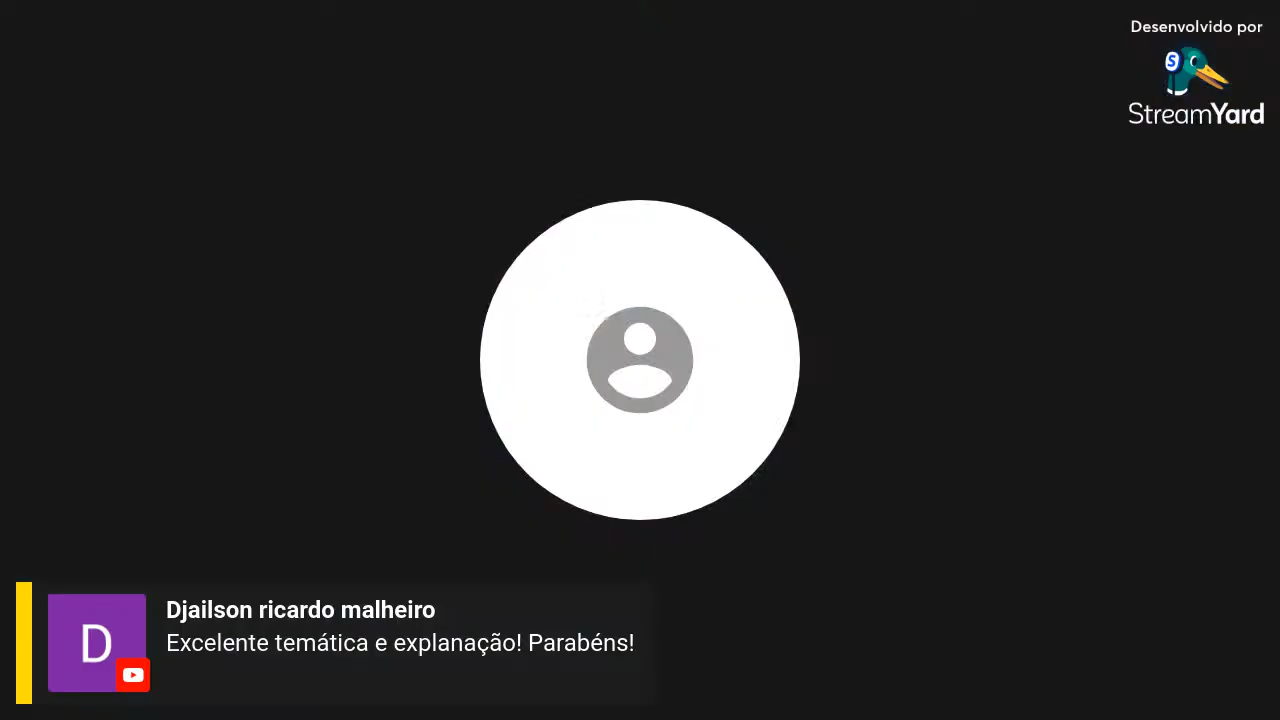 Desenvolvido por
S
StreamYard
D
Djailson ricardo malheiro
Excelente temática e explanação! Parabéns!